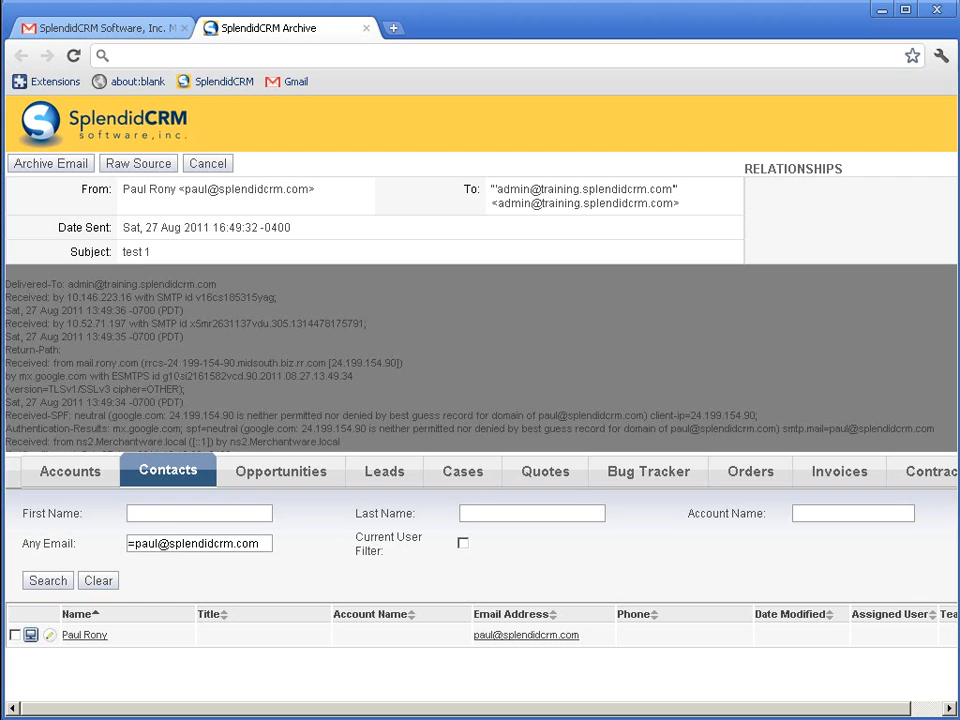 SplendidCRM Software, Inc. M
SplendidCRM Archive
Extensions about:blank SplendidCRM Gmail
SplendidCRM
software,inc.
Archive Email Raw Source Cancel
RELATIONSHIPS
From: Paul Rony <paul@splendidcrm.com> To: "'admin@training.splendidcrm.com'"
<admin@training.splendidcrm.com>
Date Sent: Sat, 27 Aug 2011 16:49:32 -0400
Subject: test 1
Delivered-To: admin@training.splendidcrm.com
Received: by 10.146.223.16 with SMTP id v16cs185315yag;
Sat, 27 Aug 2011 13:49:36 -0700 (PDT)
Received: by 10.52.71.197 with SMTP id x5mr2631137vdu.305.1314478175791;
Sat, 27 Aug 2011 13:49:35 -0700 (PDT)
Return-Path:
Received: from mail.rony.com (rrcs-24.199-154-90.midsouth.biz.rr.com [24.199.154.90])
by mx.google.com with ESMTPS id g10si2161582vcd.90.2011.08.27.13.49.34
(version=TLSv1/SSLv3 cipher=OTHER);
Sat, 27 Aug 2011 13:49:34 -0700 (PDT)
Received-SPF: neutral (google.com: 24.199.154.90 is neither permitted nor denied by best guess record for domain of paul@splendidcrm.com) client-ip=24.199.154.90;
Authentication-Results: mx.google.com; spf=neutral (google.com: 24.199.154.90 is neither permitted nor denied by best guess record for domain of paul@splendidcrm.com) smtp.mail=paul@splendidcrm.com
Received: from ns2.Merchantware.local ([::1]) by ns2.Merchantware.local
Accounts Contacts Opportunities Leads Cases Quotes Bug Tracker Orders Invoices Contrac
First Name: Last Name: Account Name:
Any Email: =paul@splendidcrm.com Current User
Filter:
Search Clear
Name Title Account Name Email Address Phone Date Modified Assigned User Tea
Paul Rony paul@splendidcrm.com